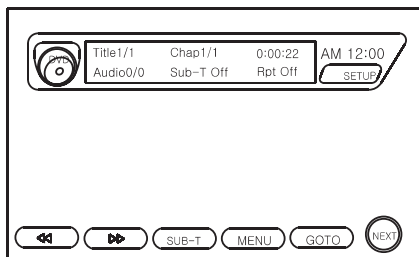 DVD
Title1/1 Chap1/1 0:00:22 AM 12:00
Audio0/0 Sub-T Off Rpt Off SETUP
SUB-T MENU GOTO NEXT